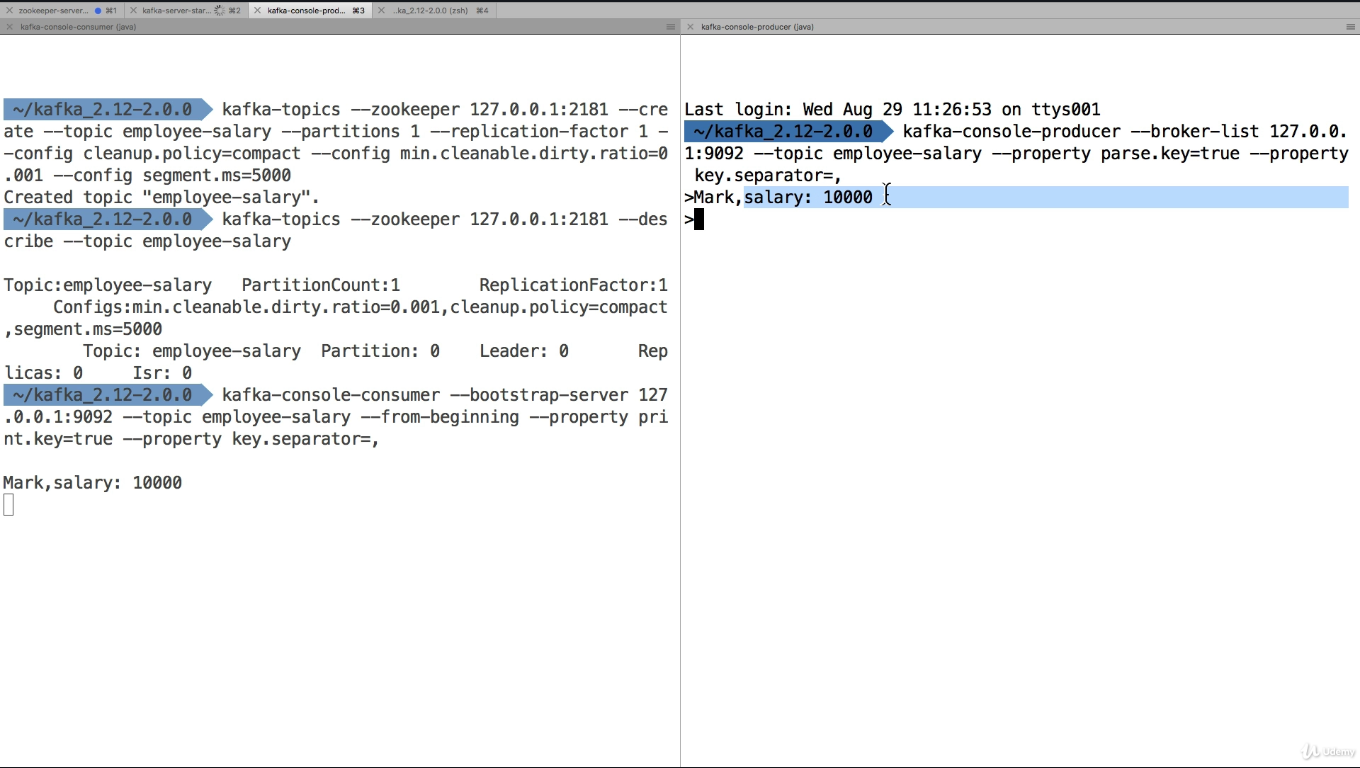 zookeeper-server... ⌘1
kafka-server-star... ⌘2
kafka-console-prod... ⌘3
..ka_2.12-2.0.0 (zsh) ⌘4
kafka-console-consumer (java)
~/kafka_2.12-2.0.0 kafka-topics --zookeeper 127.0.0.1:2181 --cre
ate --topic employee-salary --partitions 1 --replication-factor 1 -
-config cleanup.policy=compact --config min.cleanable.dirty.ratio=0
.001 --config segment.ms=5000
Created topic "employee-salary".
~/kafka_2.12-2.0.0 kafka-topics --zookeeper 127.0.0.1:2181 --des
cribe --topic employee-salary
Topic:employee-salary PartitionCount:1 ReplicationFactor:1
Configs:min.cleanable.dirty.ratio=0.001,cleanup.policy=compact
,segment.ms=5000
Topic: employee-salary Partition: 0 Leader: 0 Rep
licas: 0 Isr: 0
~/kafka_2.12-2.0.0 kafka-console-consumer --bootstrap-server 127
.0.0.1:9092 --topic employee-salary --from-beginning --property pri
nt.key=true --property key.separator=,
Mark,salary: 10000
kafka-console-producer (java)
Last login: Wed Aug 29 11:26:53 on ttys001
~/kafka_2.12-2.0.0 kafka-console-producer --broker-list 127.0.0.
1:9092 --topic employee-salary --property parse.key=true --property
key.separator=,
>Mark,salary: 10000
>
Udemy